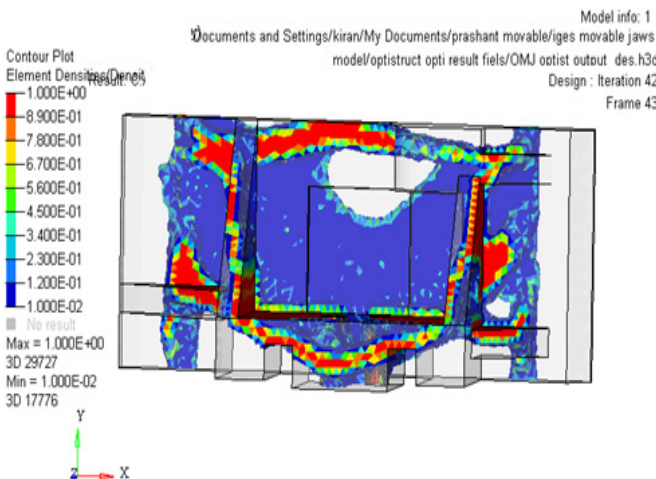 Model info: 1
Documents and Settings/kiran/My Documents/prashant movable/iges movable jaws
model/optistruct opti result fiels/OMJ optist output des.h3d
Design : Iteration 42
Frame 43
Contour Plot
Element Densities(Densit
Result: C:/
1.000E+00
8.900E-01
7.800E-01
6.700E-01
5.600E-01
4.500E-01
3.400E-01
2.300E-01
1.200E-01
1.000E-02
No result
Max = 1.000E+00
3D 29727
Min = 1.000E-02
3D 17776
Y
Z
X